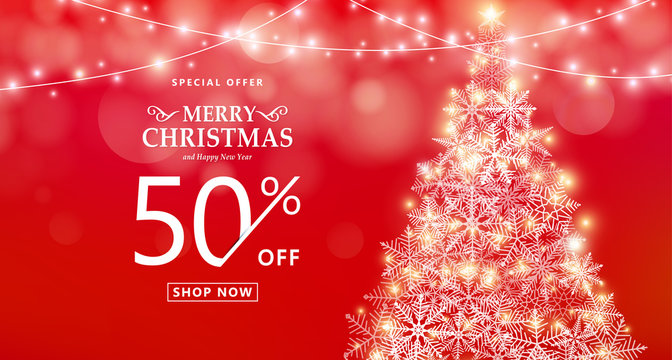 SPECIAL OFFER
MERRY
CHRISTMAS
and Happy New Year
50% OFF
SHOP NOW